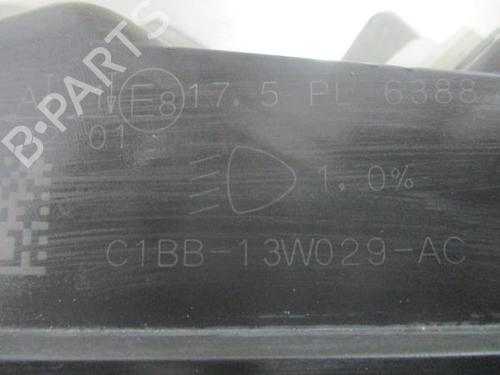 E8 17.5 PL 6388
01
1.0%
C1BB-13W029-AC
B-PARTS